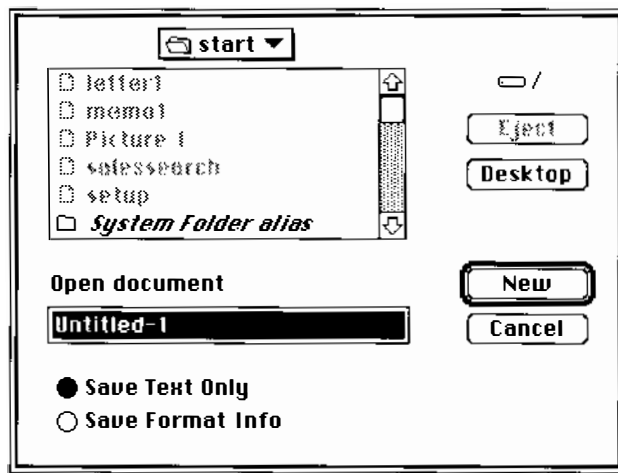 start
letter1
memo1
/
Picture 1
Eject
salessearch
Desktop
setup
System Folder alias
Open document
New
Untitled-1
Cancel
Save Text Only
Save Format Info